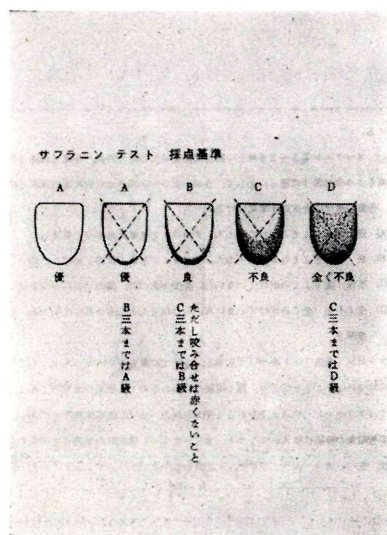 サフラニン テスト 採点基準
A A B C D
優 優 良 不良 全く不良
B三本まではA級
C三本まではB級
ただし咬み合せは赤くないこと
C三本まではD級